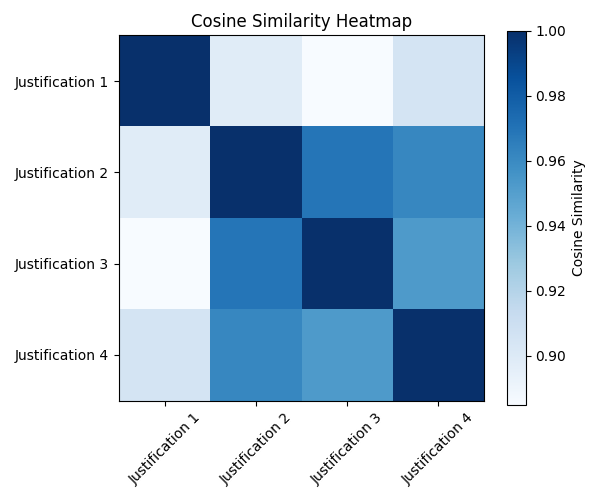 Cosine Similarity Heatmap
Justification 1
Justification 2
Justification 3
Justification 4
Justification 1
Justification 2
Justification 3
Justification 4
1.00
0.98
0.96
0.94
0.92
0.90
Cosine Similarity